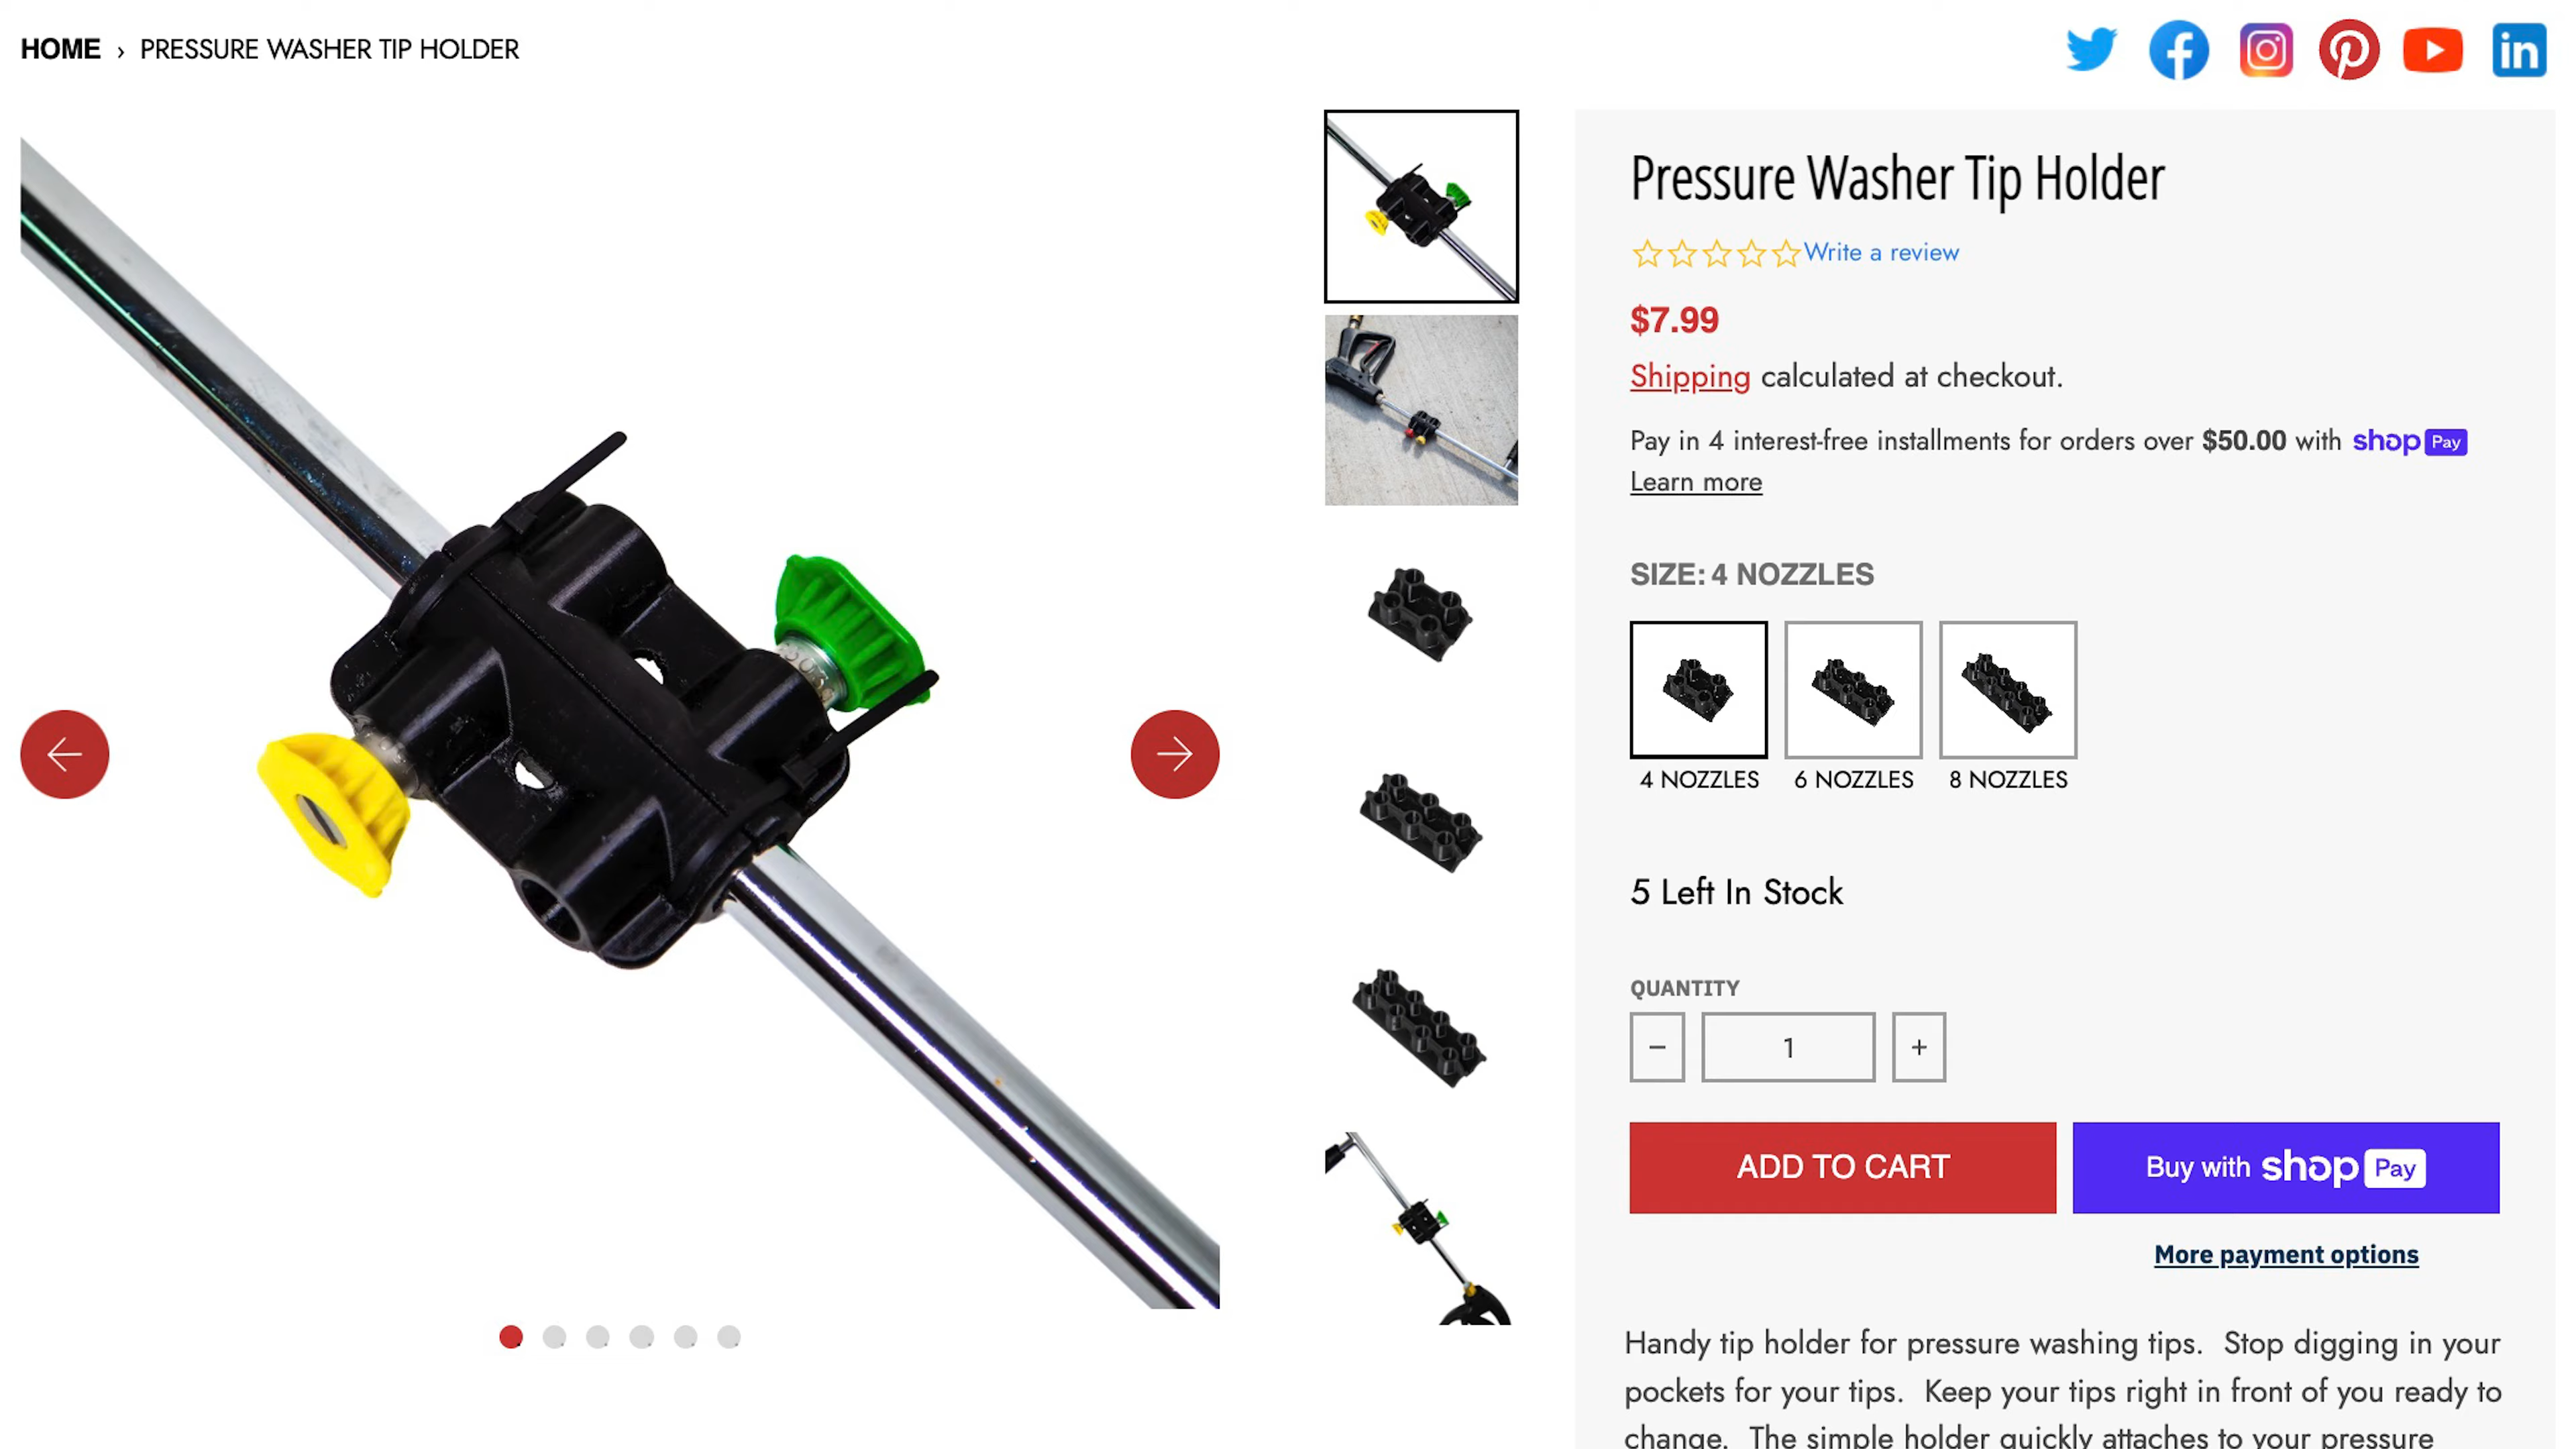 HOME › PRESSURE WASHER TIP HOLDER
Pressure Washer Tip Holder
Write a review
$7.99
Shipping calculated at checkout.
Pay in 4 interest-free installments for orders over $50.00 with shop Pay
Learn more
SIZE: 4 NOZZLES
4 NOZZLES
6 NOZZLES
8 NOZZLES
5 Left In Stock
QUANTITY
− 1 +
ADD TO CART
Buy with shop Pay
More payment options
Handy tip holder for pressure washing tips.  Stop digging in your
pockets for your tips.  Keep your tips right in front of you ready to
change.  The simple holder quickly attaches to your pressure